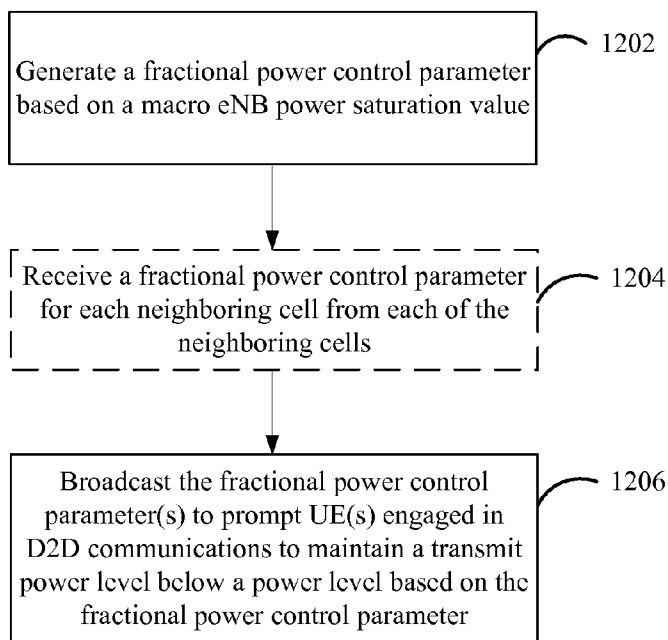 1202
Generate a fractional power control parameter
based on a macro eNB power saturation value
1204
Receive a fractional power control parameter
for each neighboring cell from each of the
neighboring cells
1206
Broadcast the fractional power control
parameter(s) to prompt UE(s) engaged in
D2D communications to maintain a transmit
power level below a power level based on the
fractional power control parameter